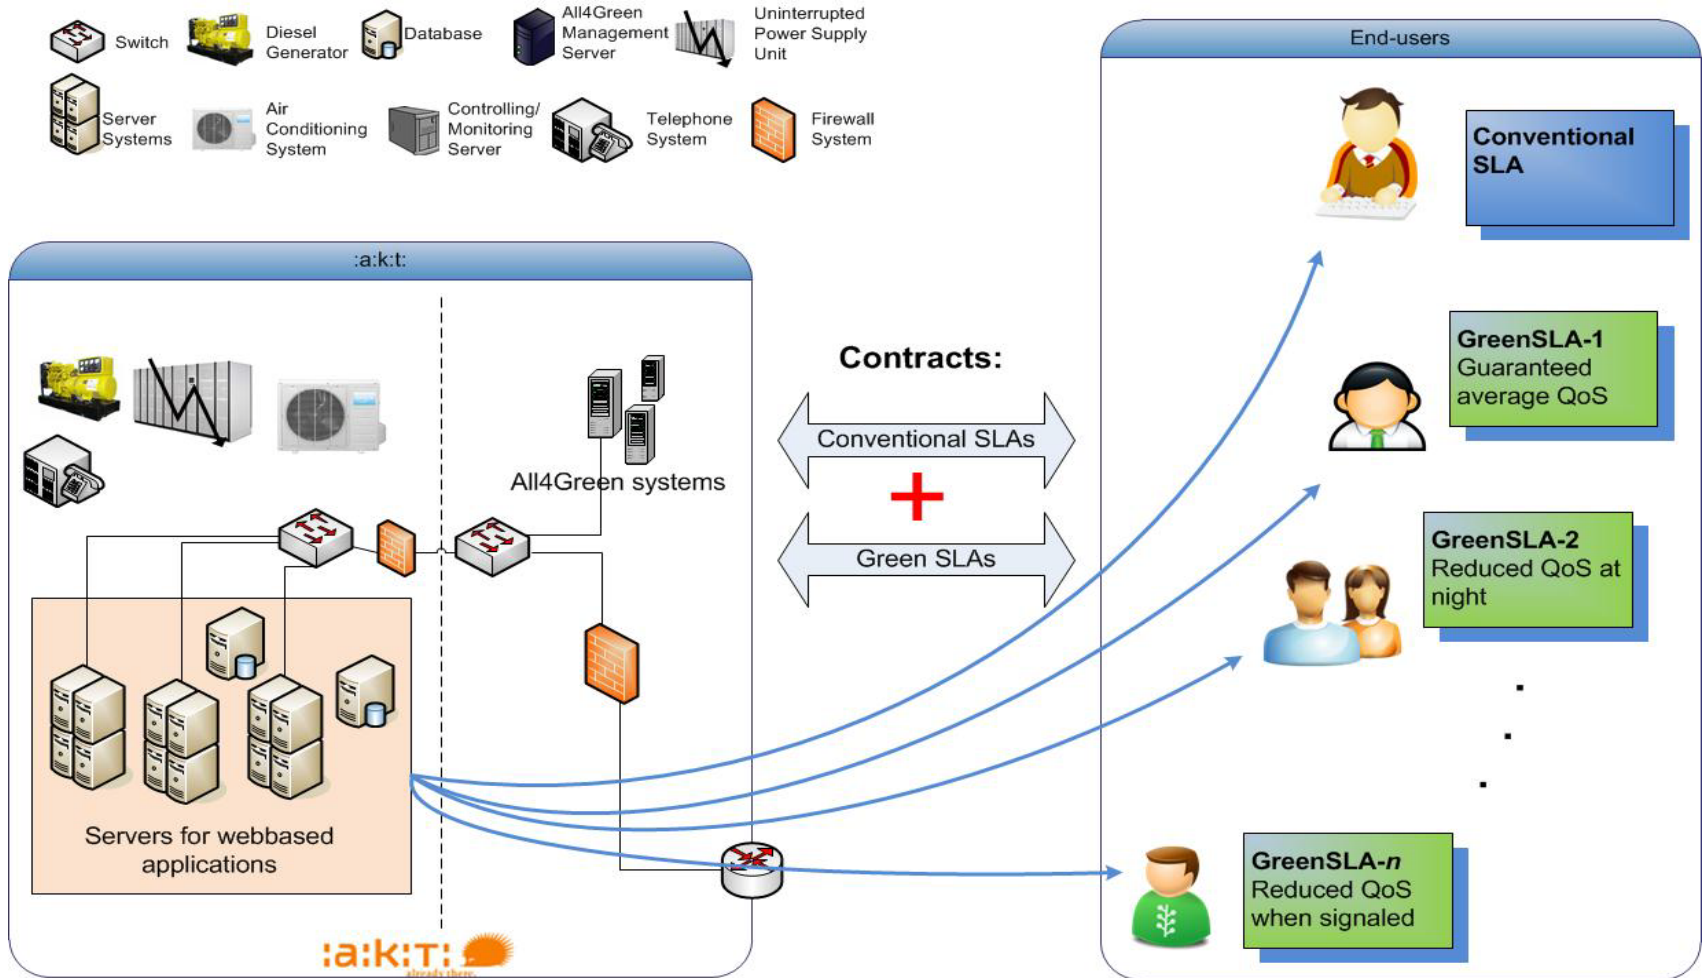 Switch
Diesel
Generator
Database
All4Green
Management
Server
Uninterrupted
Power Supply
Unit
Server
Systems
Air
Conditioning
System
Controlling/
Monitoring
Server
Telephone
System
Firewall
System
:a:k:t:
All4Green systems
Servers for webbased
applications
:a:k:T:
already there.
Contracts:
Conventional SLAs
Green SLAs
End-users
Conventional
SLA
GreenSLA-1
Guaranteed
average QoS
GreenSLA-2
Reduced QoS at
night
GreenSLA-n
Reduced QoS
when signaled